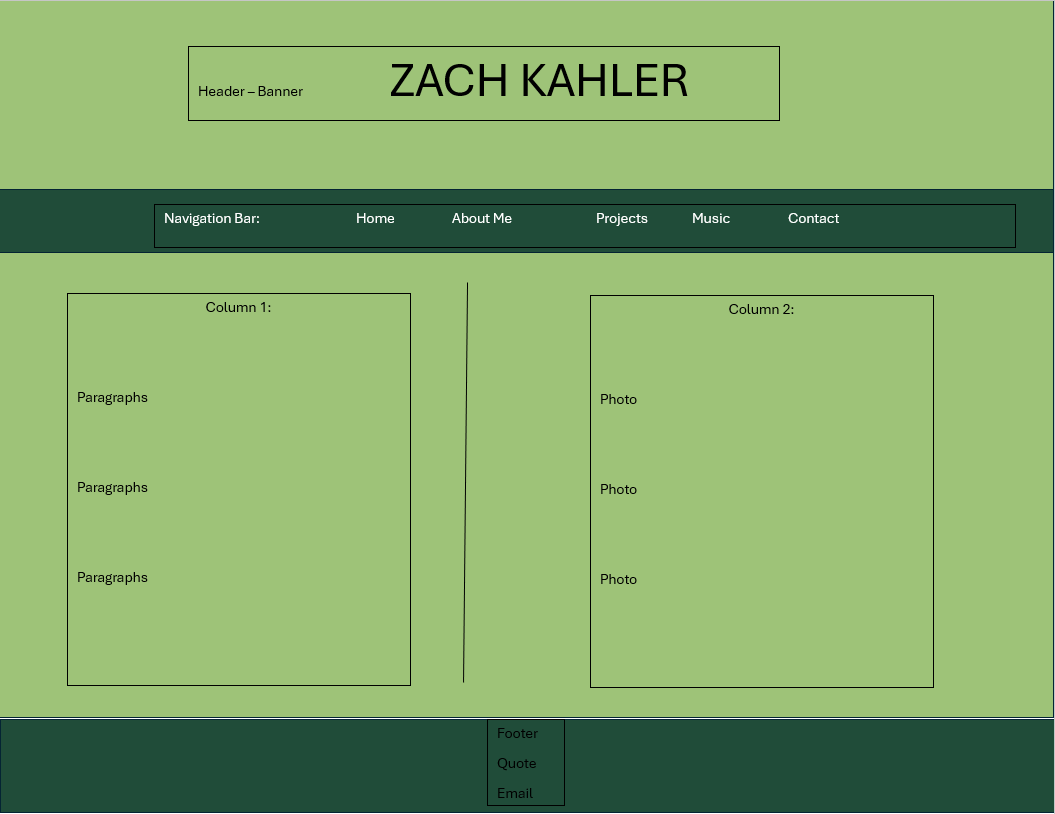 Header – Banner ZACH KAHLER
Navigation Bar: Home About Me Projects Music Contact
Column 1:
Paragraphs
Paragraphs
Paragraphs
Column 2:
Photo
Photo
Photo
Footer
Quote
Email